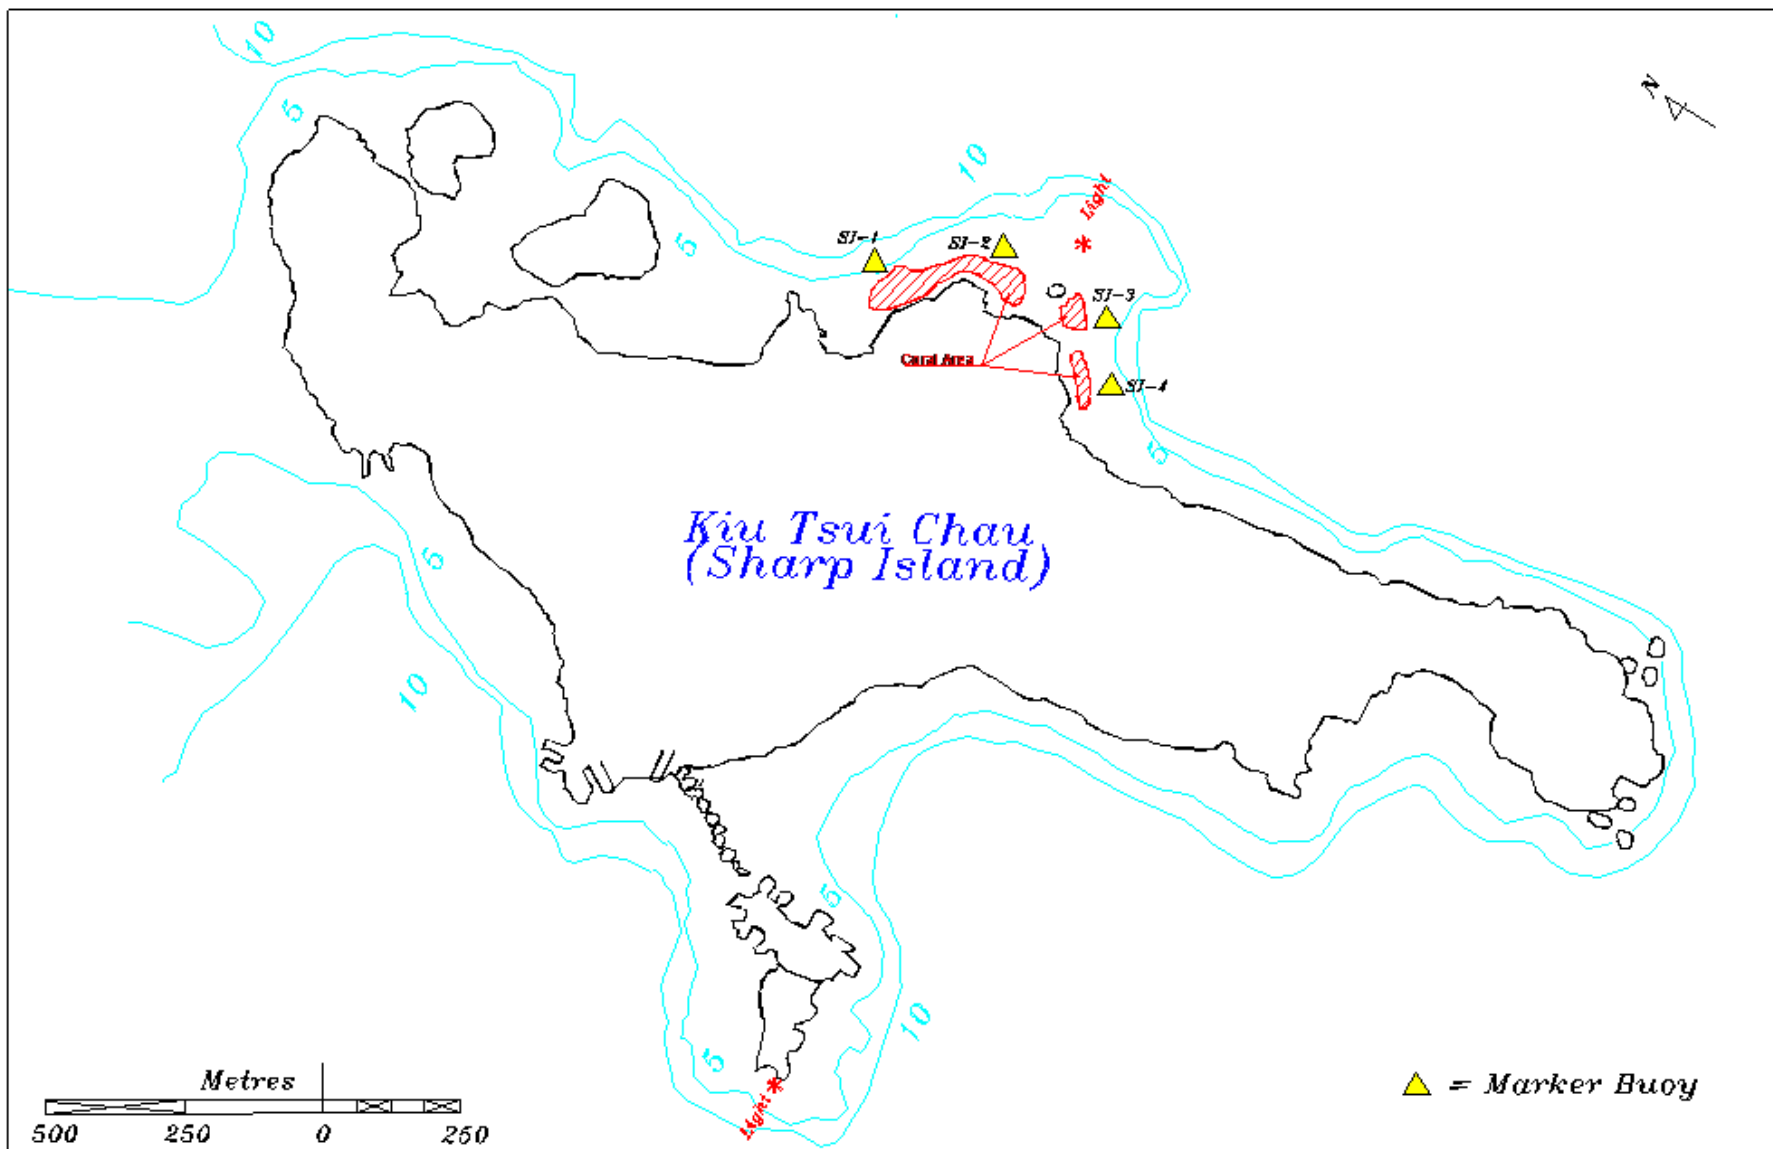 10
N
5
10
Light
5
SI-1
SI-2
SI-3
Coral Area
SI-4
5
Kiu Tsui Chau
(Sharp Island)
5
10
5
10
5
Metres
Light
= Marker Buoy
500 250 0 250